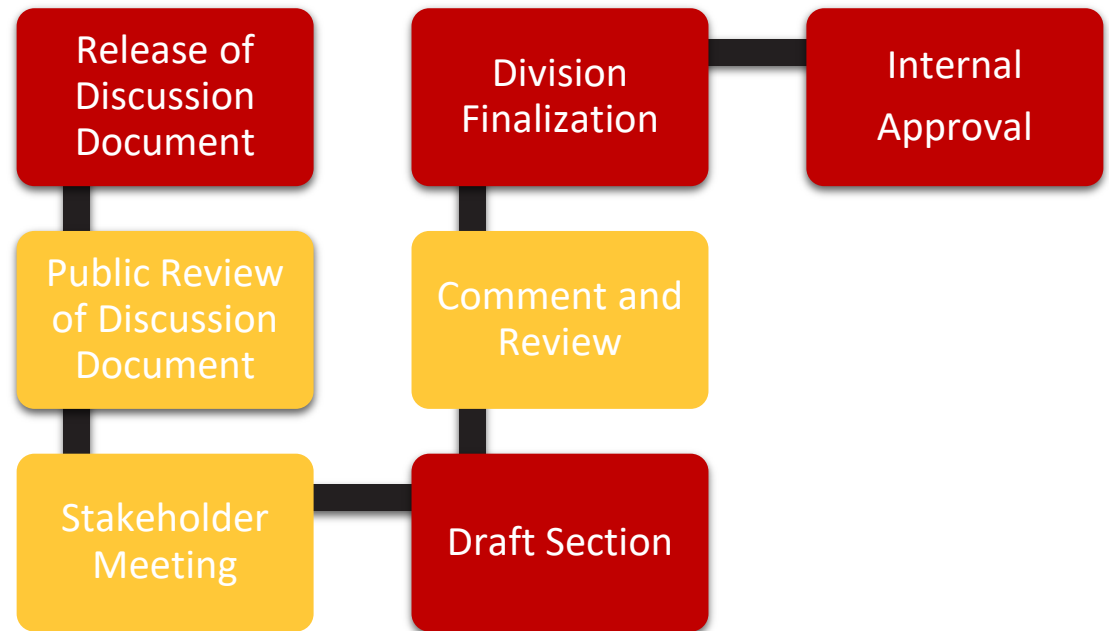 Release of
Discussion
Document
Public Review
of Discussion
Document
Stakeholder
Meeting
Draft Section
Comment and
Review
Division
Finalization
Internal
Approval